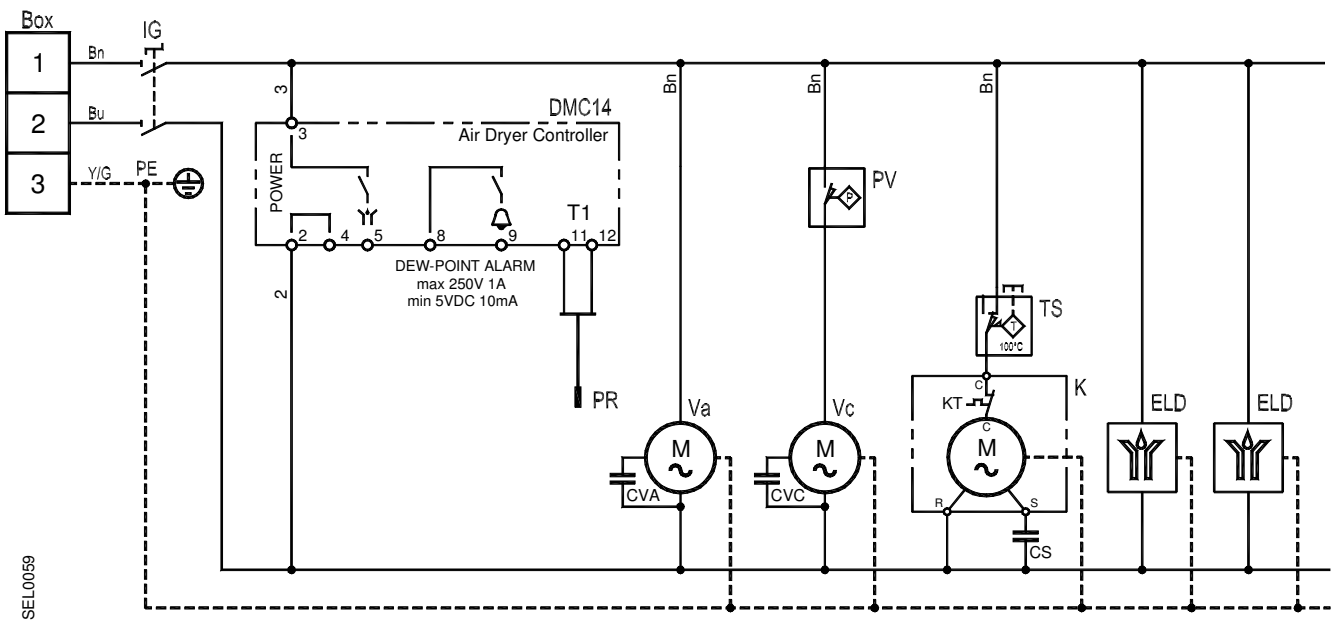 Box
IG
1
Bn
2
Bu
3
Y/G
PE
3
DMC14
3
Air Dryer Controller
POWER
T1
2
4
5
8
9
11
12
DEW-POINT ALARM
max 250V 1A
min 5VDC 10mA
2
PR
Bn
Va
M
CVA
Bn
PV
P
Vc
M
CVC
Bn
TS
T
100°C
C
K
KT
C
M
R
S
CS
ELD
ELD
SEL0059